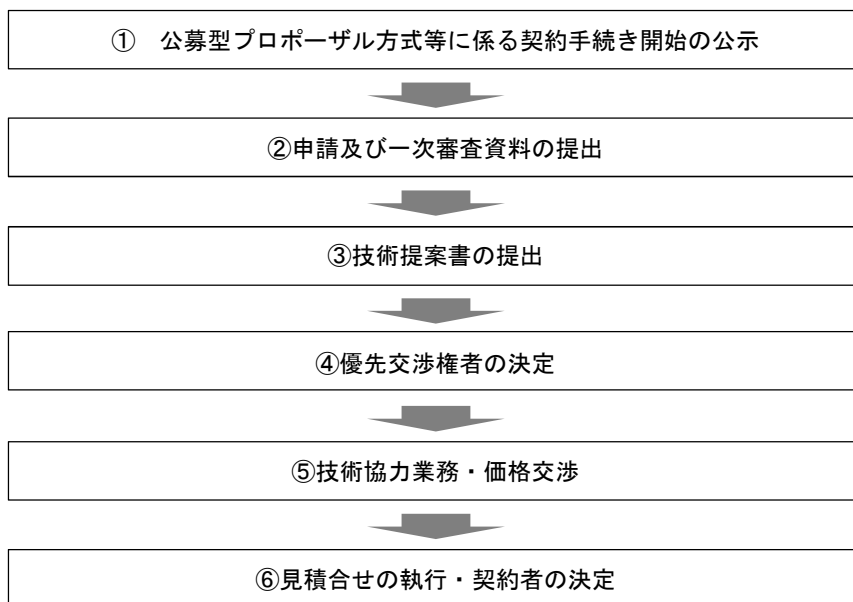 ①　公募型プロポーザル方式等に係る契約手続き開始の公示
②申請及び一次審査資料の提出
③技術提案書の提出
④優先交渉権者の決定
⑤技術協力業務・価格交渉
⑥見積合せの執行・契約者の決定